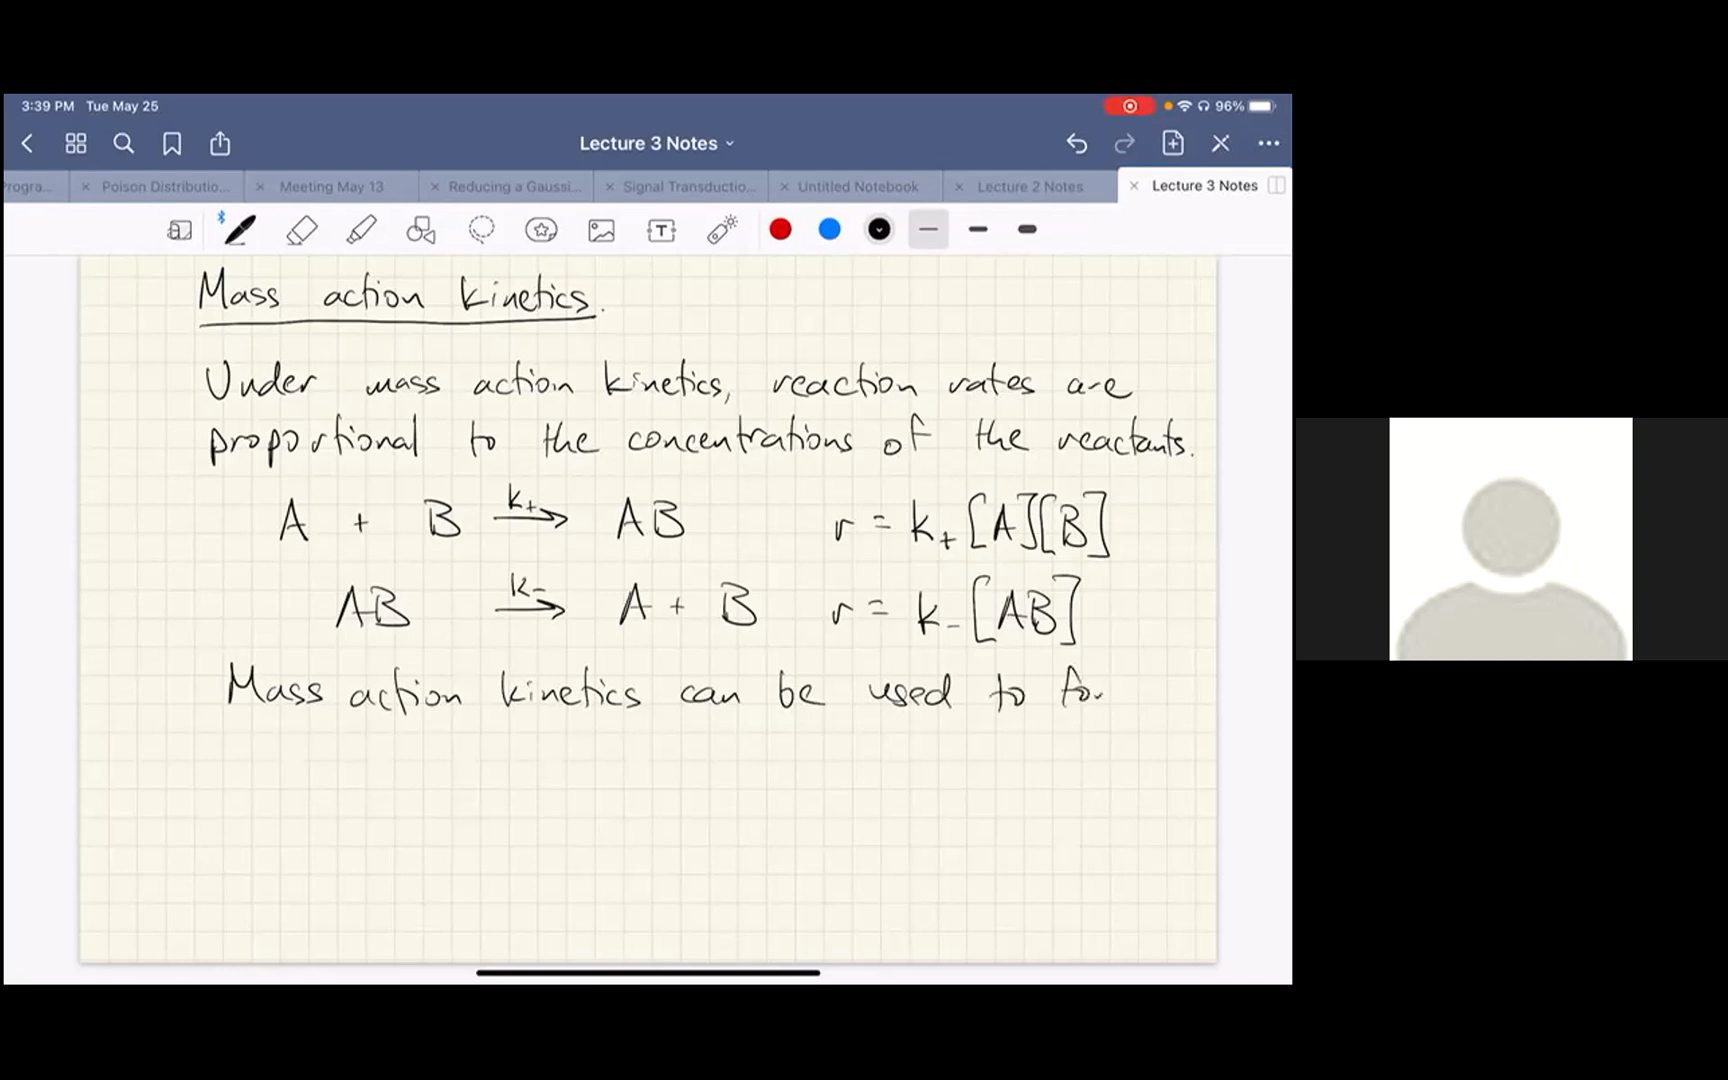 3:39 PM Tue May 25
96%
Lecture 3 Notes
Progra...
Poison Distributio...
Meeting May 13
Reducing a Gaussi...
Signal Transductio...
Untitled Notebook
Lecture 2 Notes
Lecture 3 Notes
Mass action kinetics.
Under mass action kinetics, reaction rates are
proportional to the concentrations of the reactants.
A + B k+ → AB r = k+ [A][B]
AB k- → A + B r = k- [AB]
Mass action kinetics can be used to for